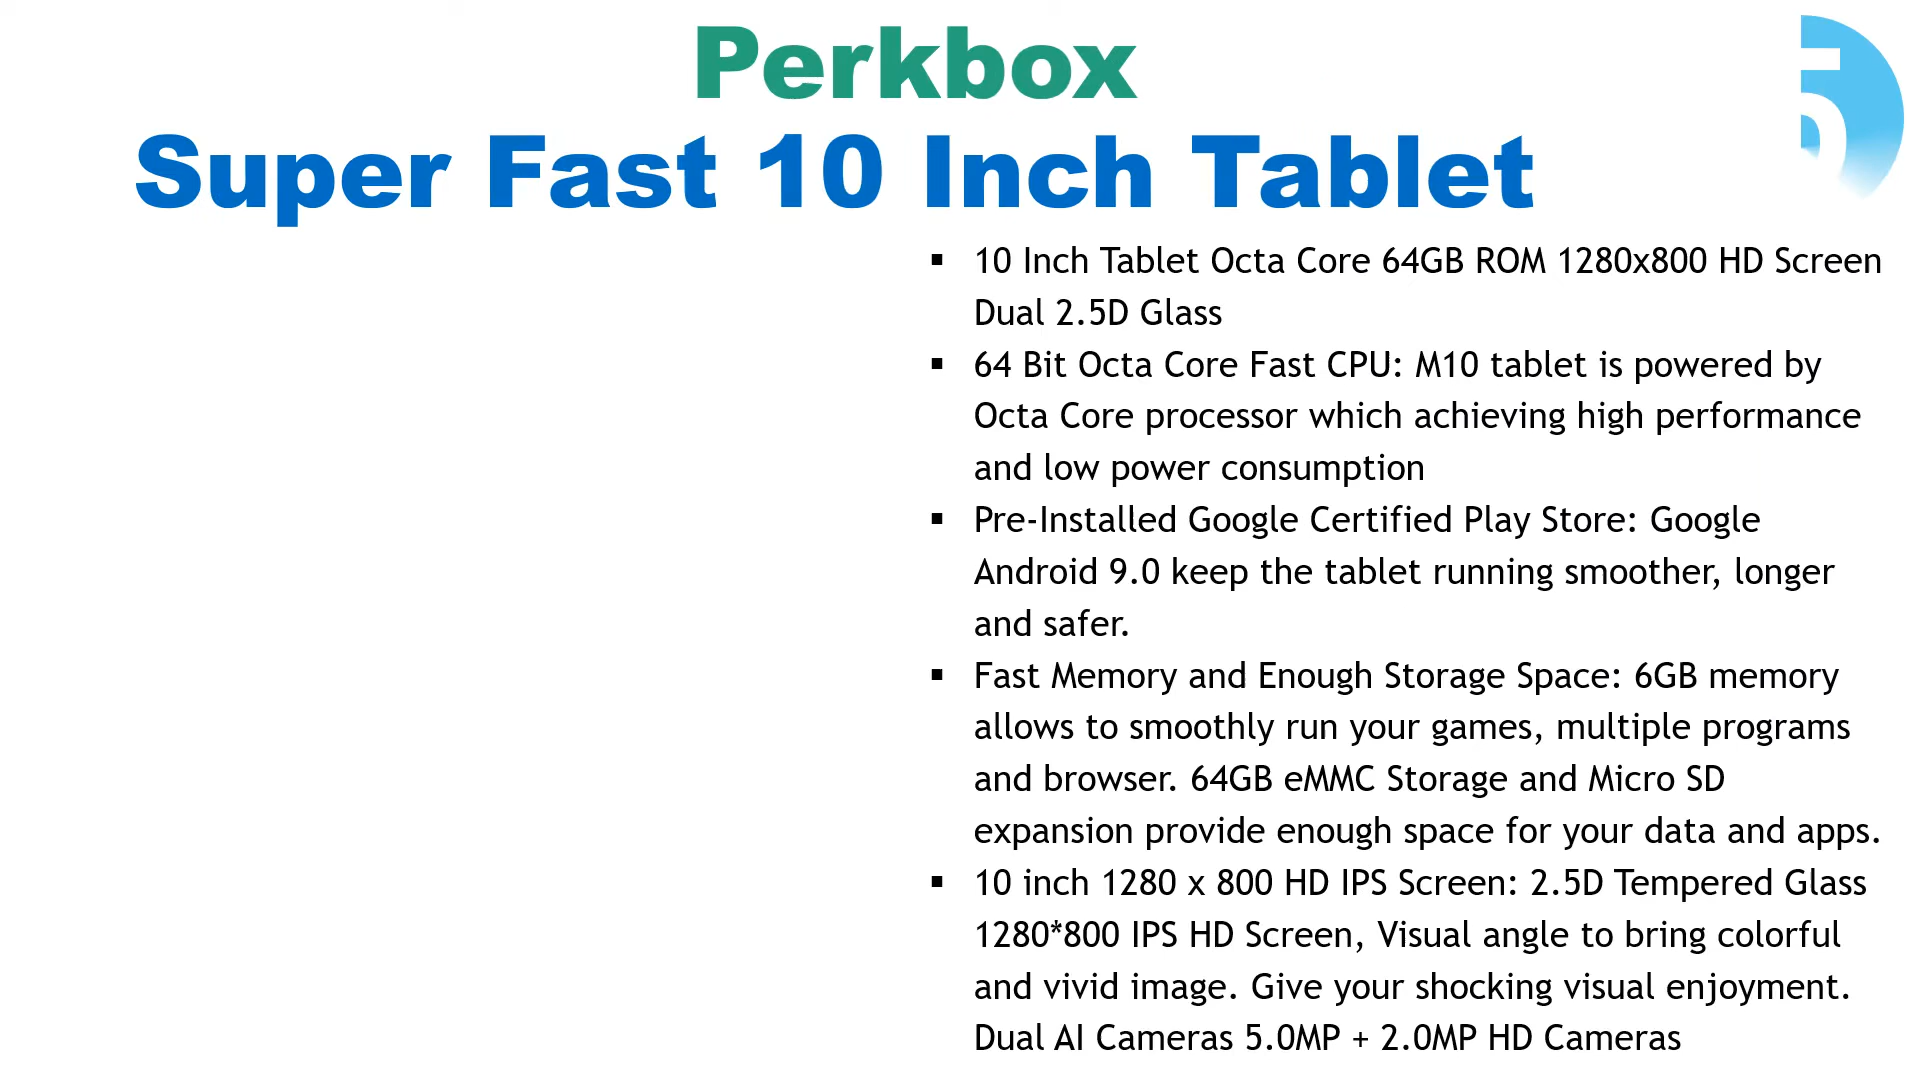 Perkbox
5
Super Fast 10 Inch Tablet
▪ 10 Inch Tablet Octa Core 64GB ROM 1280x800 HD Screen
Dual 2.5D Glass
▪ 64 Bit Octa Core Fast CPU: M10 tablet is powered by
Octa Core processor which achieving high performance
and low power consumption
▪ Pre-Installed Google Certified Play Store: Google
Android 9.0 keep the tablet running smoother, longer
and safer.
▪ Fast Memory and Enough Storage Space: 6GB memory
allows to smoothly run your games, multiple programs
and browser. 64GB eMMC Storage and Micro SD
expansion provide enough space for your data and apps.
▪ 10 inch 1280 x 800 HD IPS Screen: 2.5D Tempered Glass
1280*800 IPS HD Screen, Visual angle to bring colorful
and vivid image. Give your shocking visual enjoyment.
Dual AI Cameras 5.0MP + 2.0MP HD Cameras